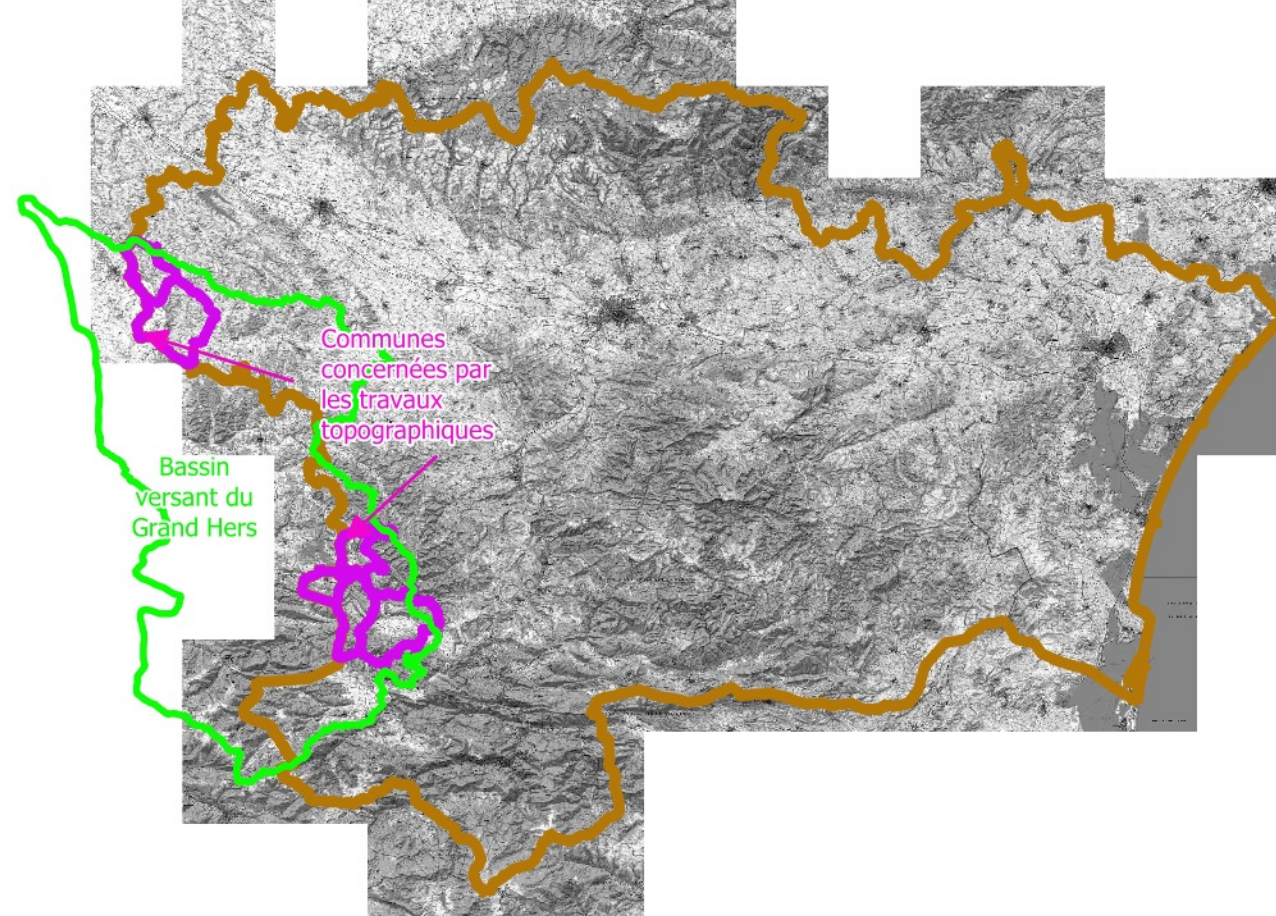 Communes
concernées par
les travaux
topographiques
Bassin
versant du
Grand Hers